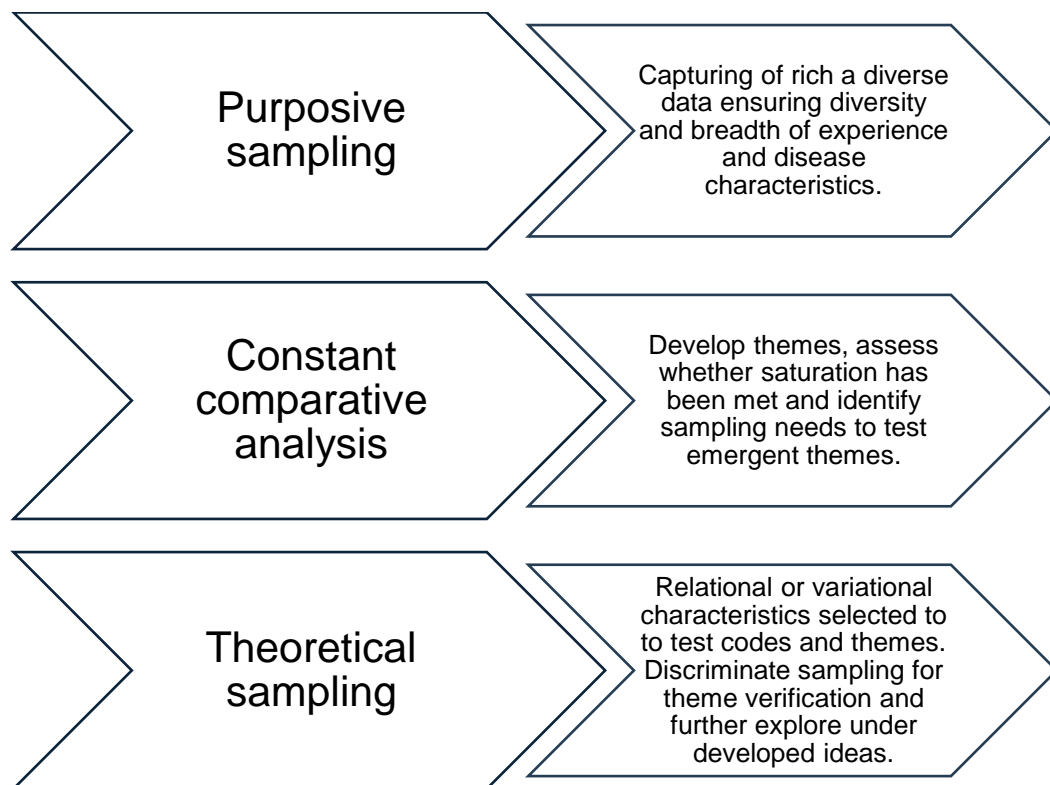 Purposive
sampling
Capturing of rich a diverse
data ensuring diversity
and breadth of experience
and disease
characteristics.
Constant
comparative
analysis
Develop themes, assess
whether saturation has
been met and identify
sampling needs to test
emergent themes.
Theoretical
sampling
Relational or variational
characteristics selected to
to test codes and themes.
Discriminate sampling for
theme verification and
further explore under
developed ideas.